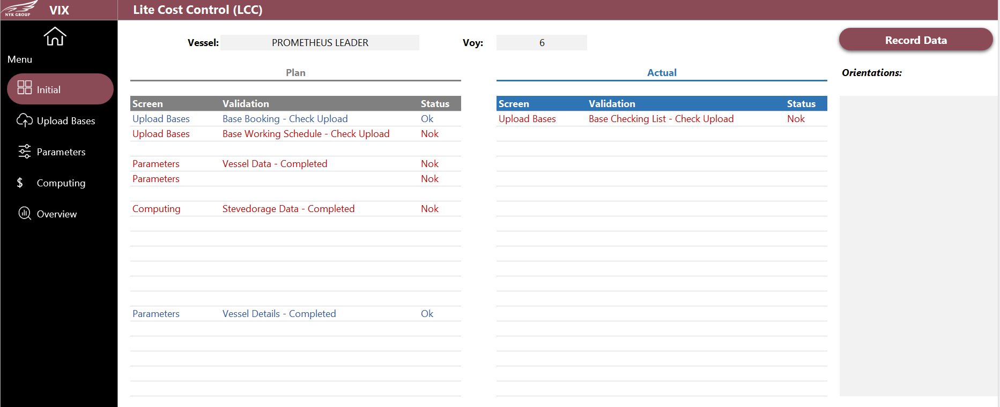 NYK GROUP
VIX
Lite Cost Control (LCC)
Menu
Initial
Upload Bases
Parameters
$ Computing
Overview
Vessel: PROMETHEUS LEADER Voy: 6
Record Data
Plan
Screen Validation Status
Upload Bases Base Booking - Check Upload Ok
Upload Bases Base Working Schedule - Check Upload Nok
Parameters Vessel Data - Completed Nok
Parameters Nok
Computing Stevedorage Data - Completed Nok
Parameters Vessel Details - Completed Ok
Actual
Screen Validation Status
Upload Bases Base Checking List - Check Upload Nok
Orientations: